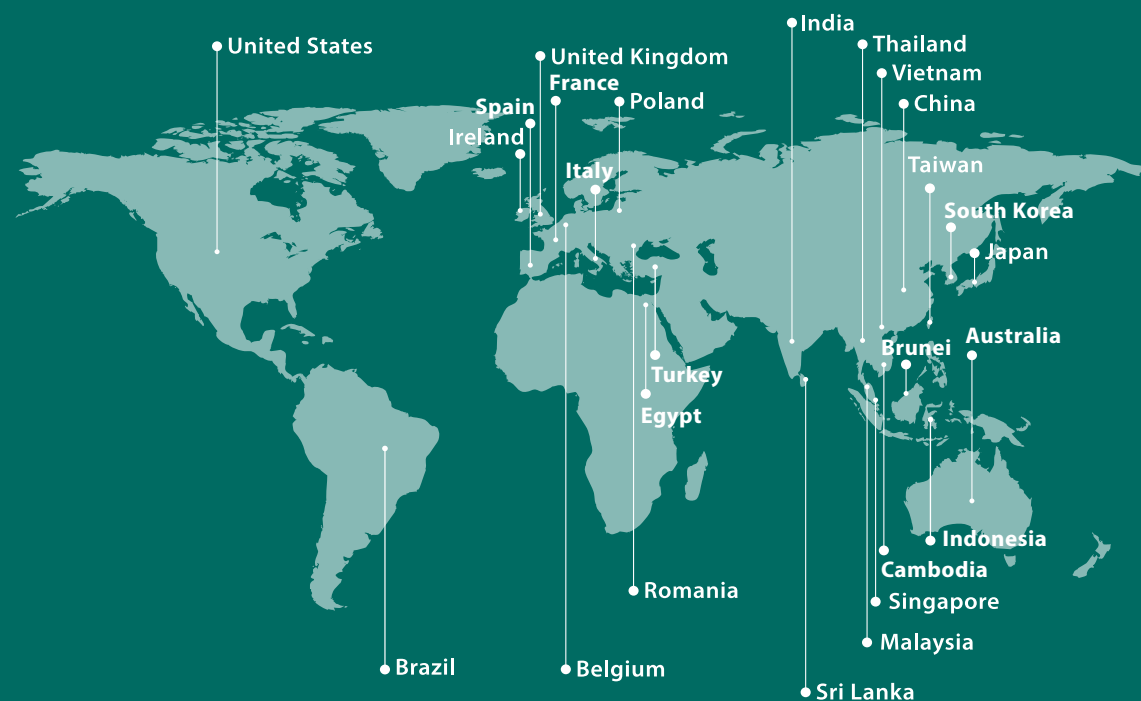 India
United States
Thailand
United Kingdom
Vietnam
France
Poland
China
Spain
Ireland
Taiwan
Italy
South Korea
Japan
Australia
Brunei
Turkey
Egypt
Indonesia
Cambodia
Romania
Singapore
Malaysia
Brazil
Belgium
Sri Lanka